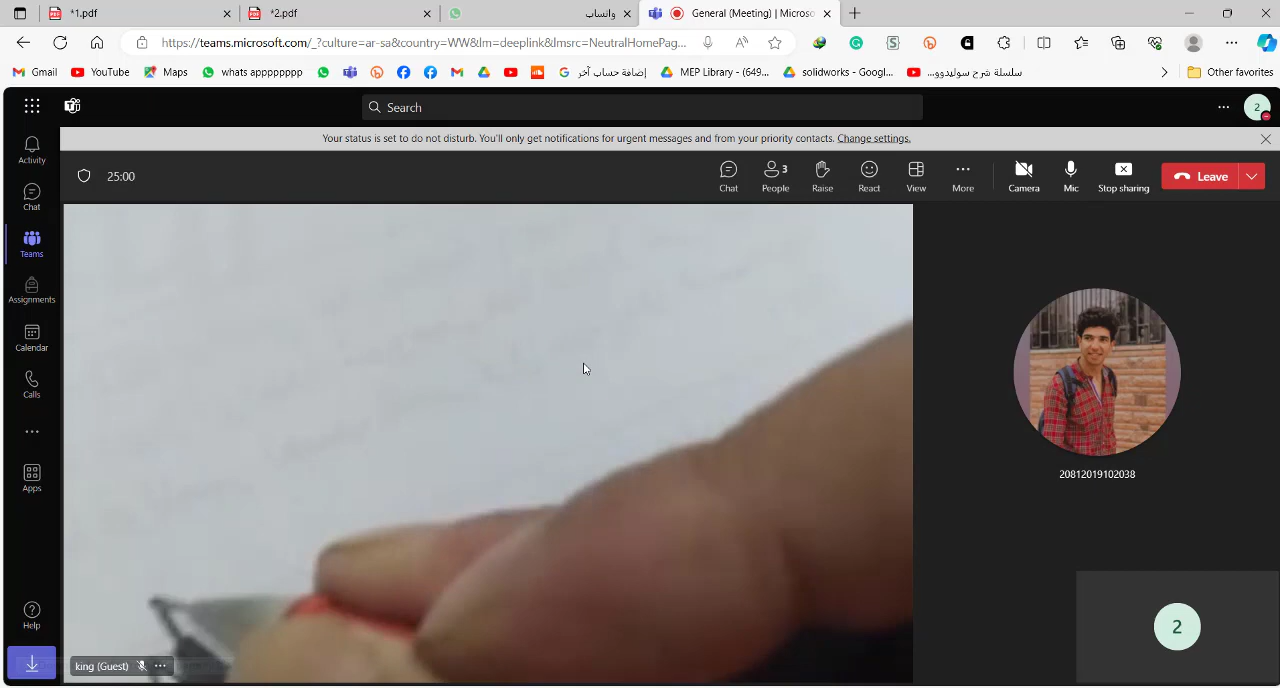 *1.pdf
*2.pdf
واتساب
General (Meeting) | Microso
https://teams.microsoft.com/_?culture=ar-sa&country=WW&lm=deeplink&lmsrc=NeutralHomePag...
Gmail
YouTube
Maps
whats apppppppp
إضافة حساب آخر
MEP Library - (649...
solidworks - Googl...
سلسلة شرح سوليدوو...
Other favorites
Search
2
Your status is set to do not disturb. You'll only get notifications for urgent messages and from your priority contacts. Change settings.
25:00
Chat
3
People
Raise
React
View
More
Camera
Mic
Stop sharing
Leave
Activity
Chat
Teams
Assignments
Calendar
Calls
Apps
Help
king (Guest)
20812019102038
2